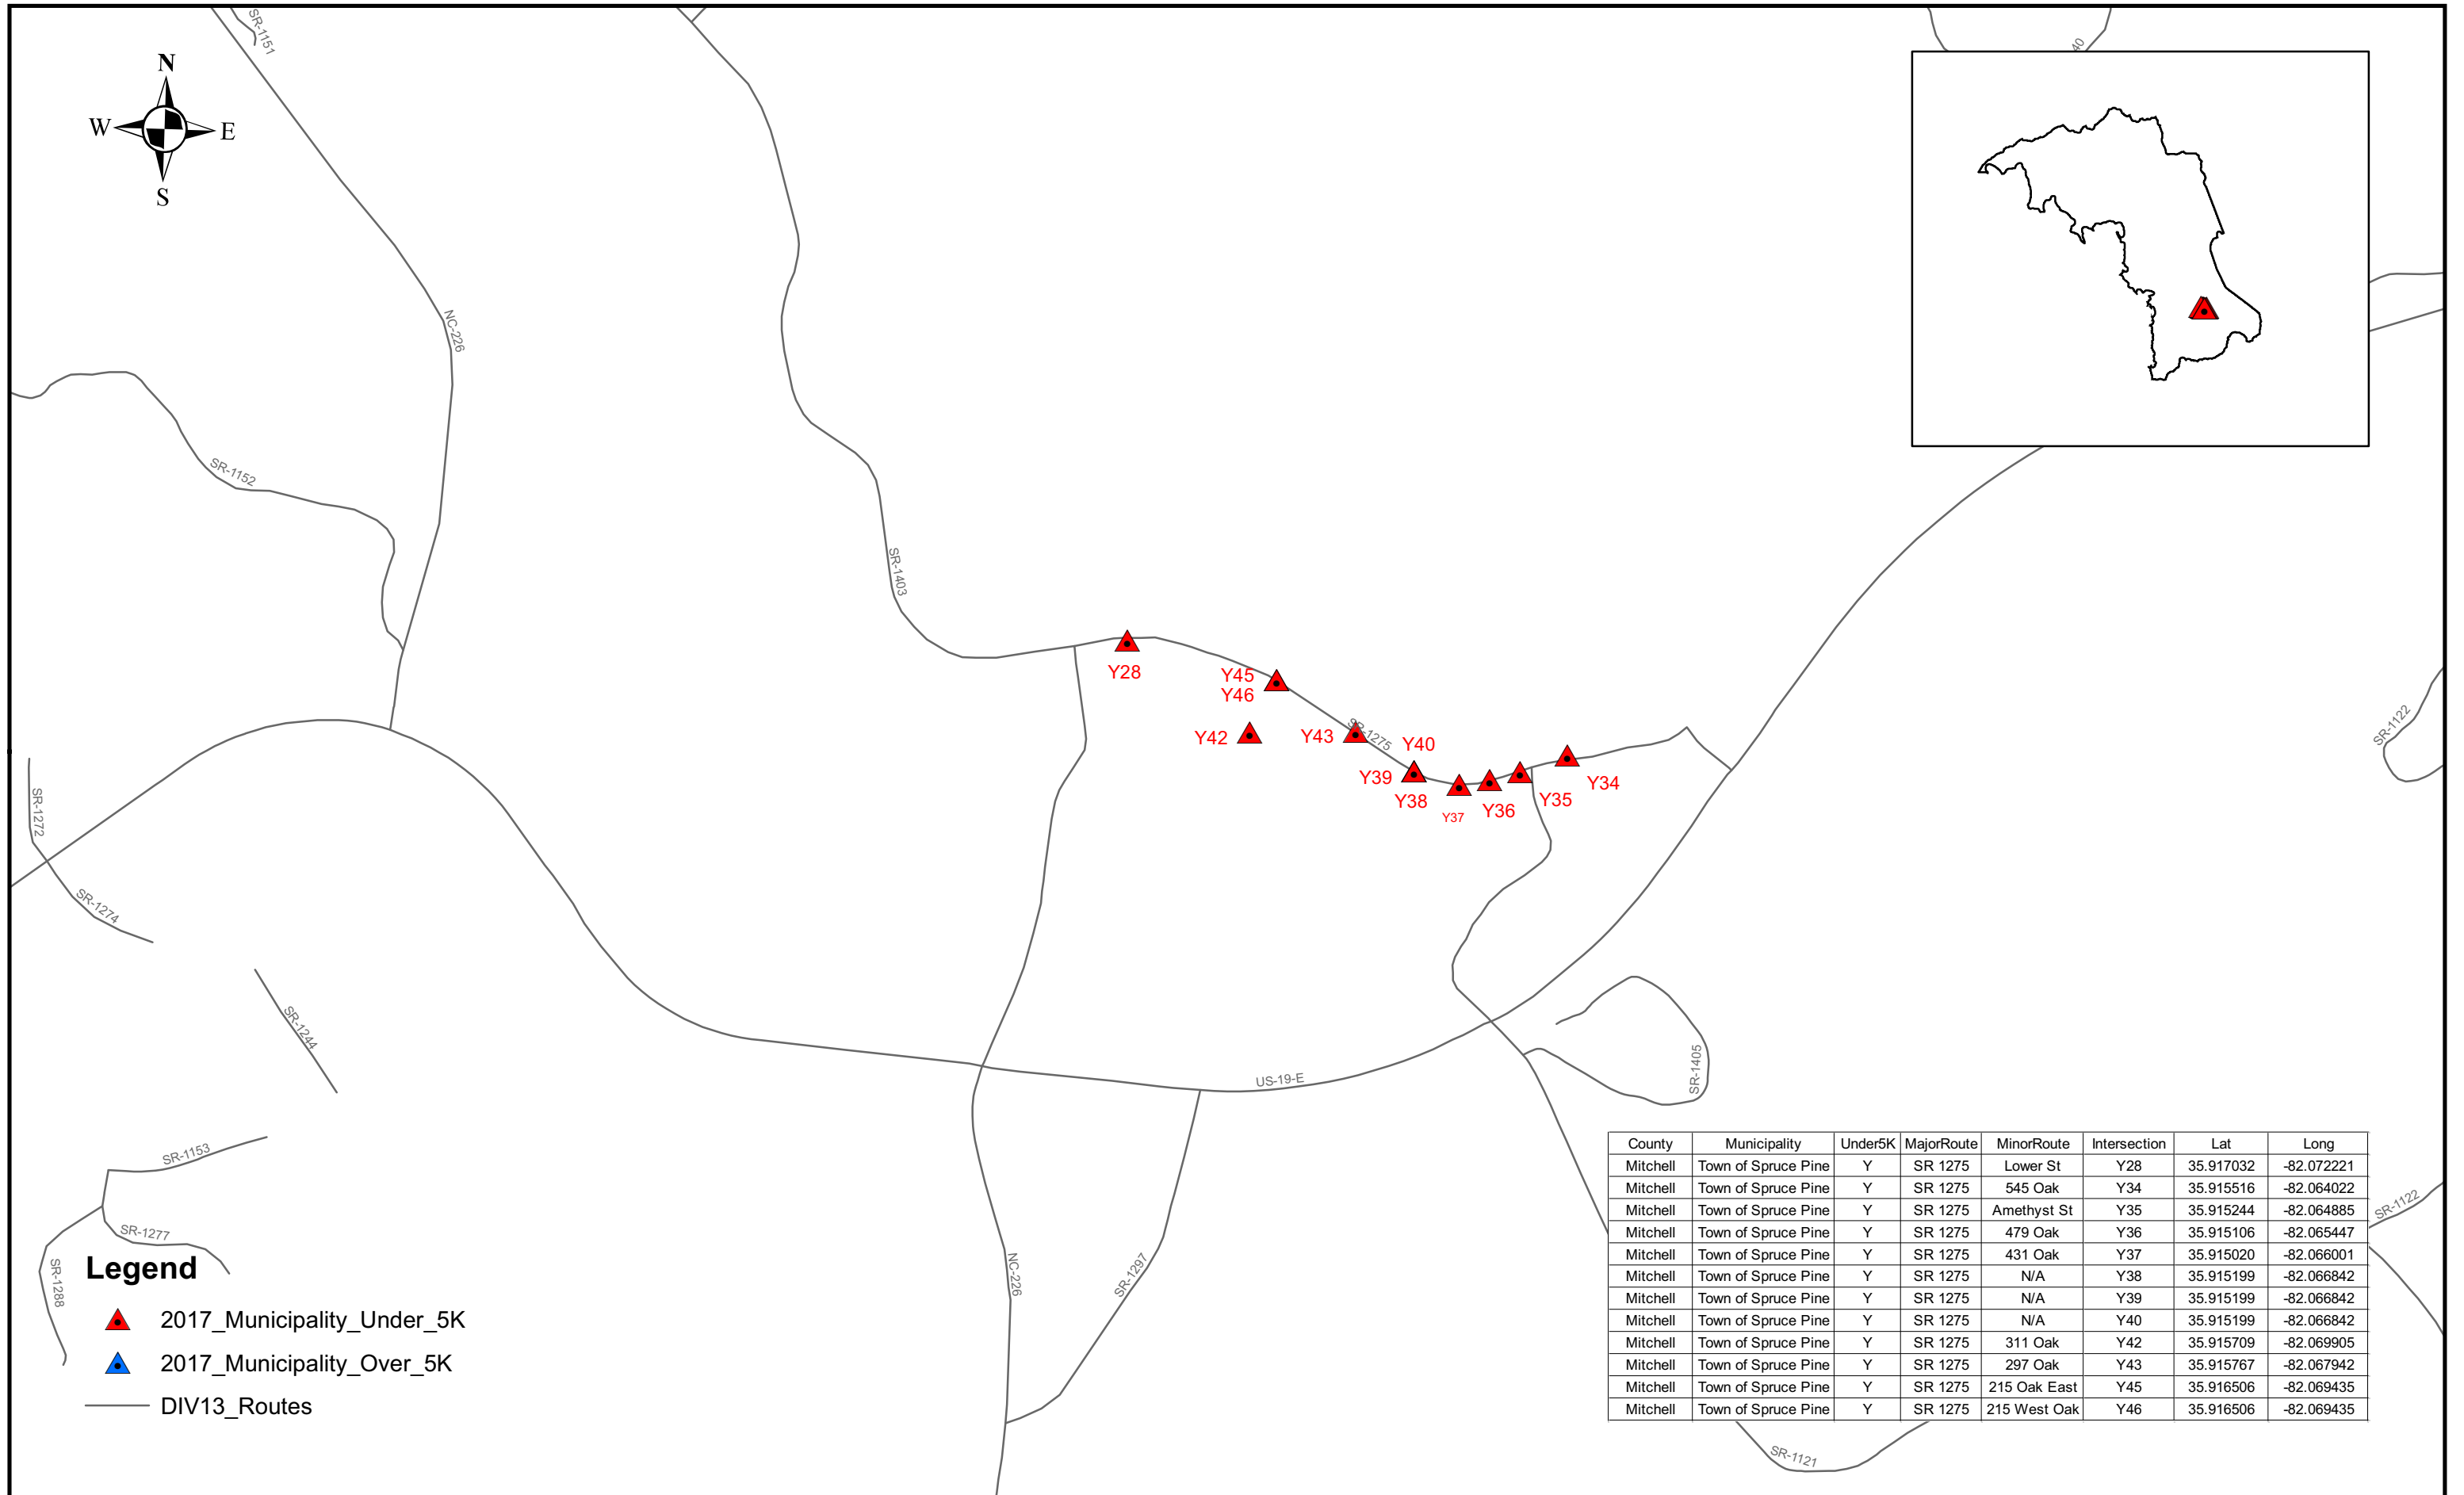 SR-1151
40
N
W
E
S
NC-226
SR-1152
SR-1403
Y28
Y45
Y46
Y42
Y43
SR-1275
Y40
Y39
Y38
Y37
Y36
Y35
Y34
SR-1122
SR-1272
SR-1274
SR-1244
US-19-E
SR-1405
SR-1153
SR-1277
SR-1288
NC-226
SR-1297
SR-1122
SR-1121
Legend
2017_Municipality_Under_5K
2017_Municipality_Over_5K
DIV13_Routes
County Municipality Under5K MajorRoute MinorRoute Intersection Lat Long
Mitchell Town of Spruce Pine Y SR 1275 Lower St Y28 35.917032 -82.072221
Mitchell Town of Spruce Pine Y SR 1275 545 Oak Y34 35.915516 -82.064022
Mitchell Town of Spruce Pine Y SR 1275 Amethyst St Y35 35.915244 -82.064885
Mitchell Town of Spruce Pine Y SR 1275 479 Oak Y36 35.915106 -82.065447
Mitchell Town of Spruce Pine Y SR 1275 431 Oak Y37 35.915020 -82.066001
Mitchell Town of Spruce Pine Y SR 1275 N/A Y38 35.915199 -82.066842
Mitchell Town of Spruce Pine Y SR 1275 N/A Y39 35.915199 -82.066842
Mitchell Town of Spruce Pine Y SR 1275 N/A Y40 35.915199 -82.066842
Mitchell Town of Spruce Pine Y SR 1275 311 Oak Y42 35.915709 -82.069905
Mitchell Town of Spruce Pine Y SR 1275 297 Oak Y43 35.915767 -82.067942
Mitchell Town of Spruce Pine Y SR 1275 215 Oak East Y45 35.916506 -82.069435
Mitchell Town of Spruce Pine Y SR 1275 215 West Oak Y46 35.916506 -82.069435